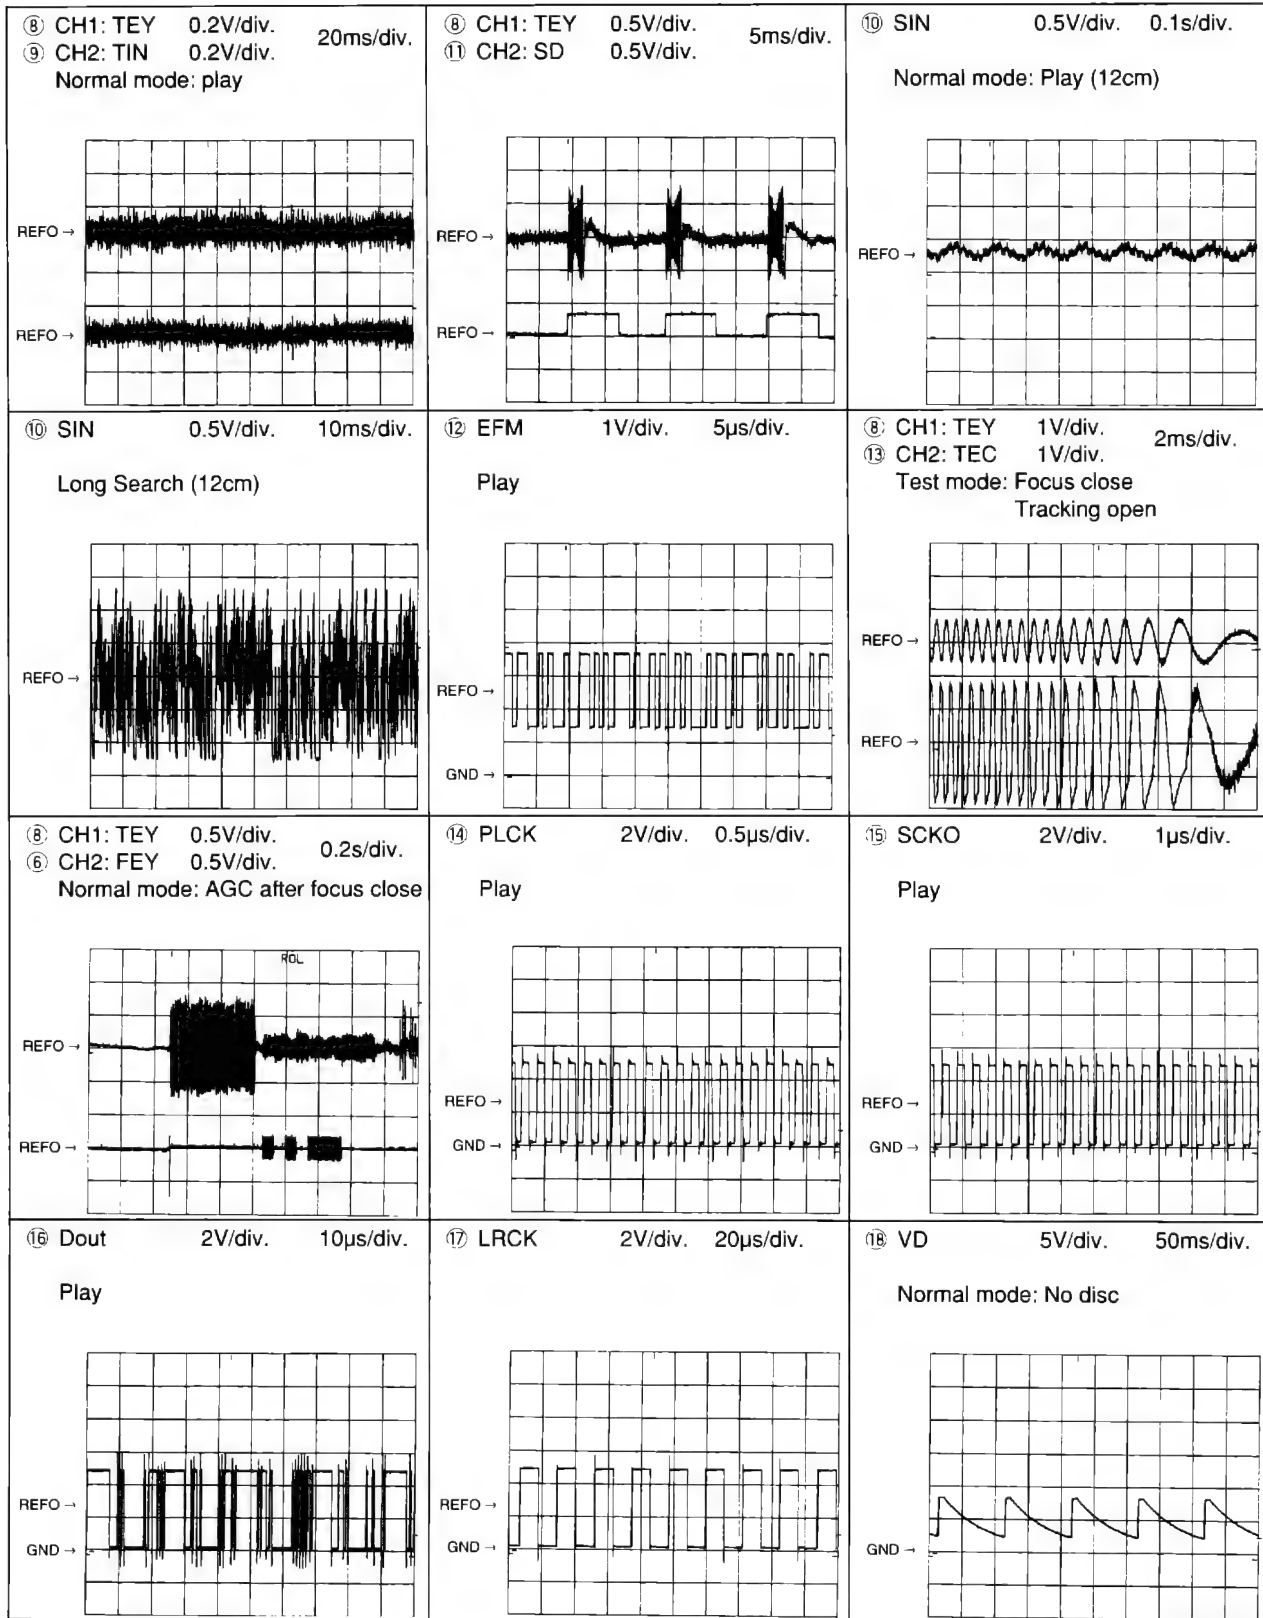 ⑧ CH1: TEY 0.2V/div. 20ms/div.
⑨ CH2: TIN 0.2V/div.
Normal mode: play
REFO →
REFO →
⑧ CH1: TEY 0.5V/div. 5ms/div.
⑪ CH2: SD 0.5V/div.
REFO →
REFO →
⑩ SIN 0.5V/div. 0.1s/div.
Normal mode: Play (12cm)
REFO →
⑩ SIN 0.5V/div. 10ms/div.
Long Search (12cm)
REFO →
⑫ EFM 1V/div. 5µs/div.
Play
REFO →
GND →
⑧ CH1: TEY 1V/div. 2ms/div.
⑬ CH2: TEC 1V/div.
Test mode: Focus close
Tracking open
REFO →
REFO →
⑧ CH1: TEY 0.5V/div. 0.2s/div.
⑥ CH2: FEY 0.5V/div.
Normal mode: AGC after focus close
ROL
REFO →
REFO →
⑭ PLCK 2V/div. 0.5µs/div.
Play
REFO →
GND →
⑮ SCKO 2V/div. 1µs/div.
Play
REFO →
GND →
⑯ Dout 2V/div. 10µs/div.
Play
REFO →
GND →
⑰ LRCK 2V/div. 20µs/div.
REFO →
GND →
⑱ VD 5V/div. 50ms/div.
Normal mode: No disc
GND →